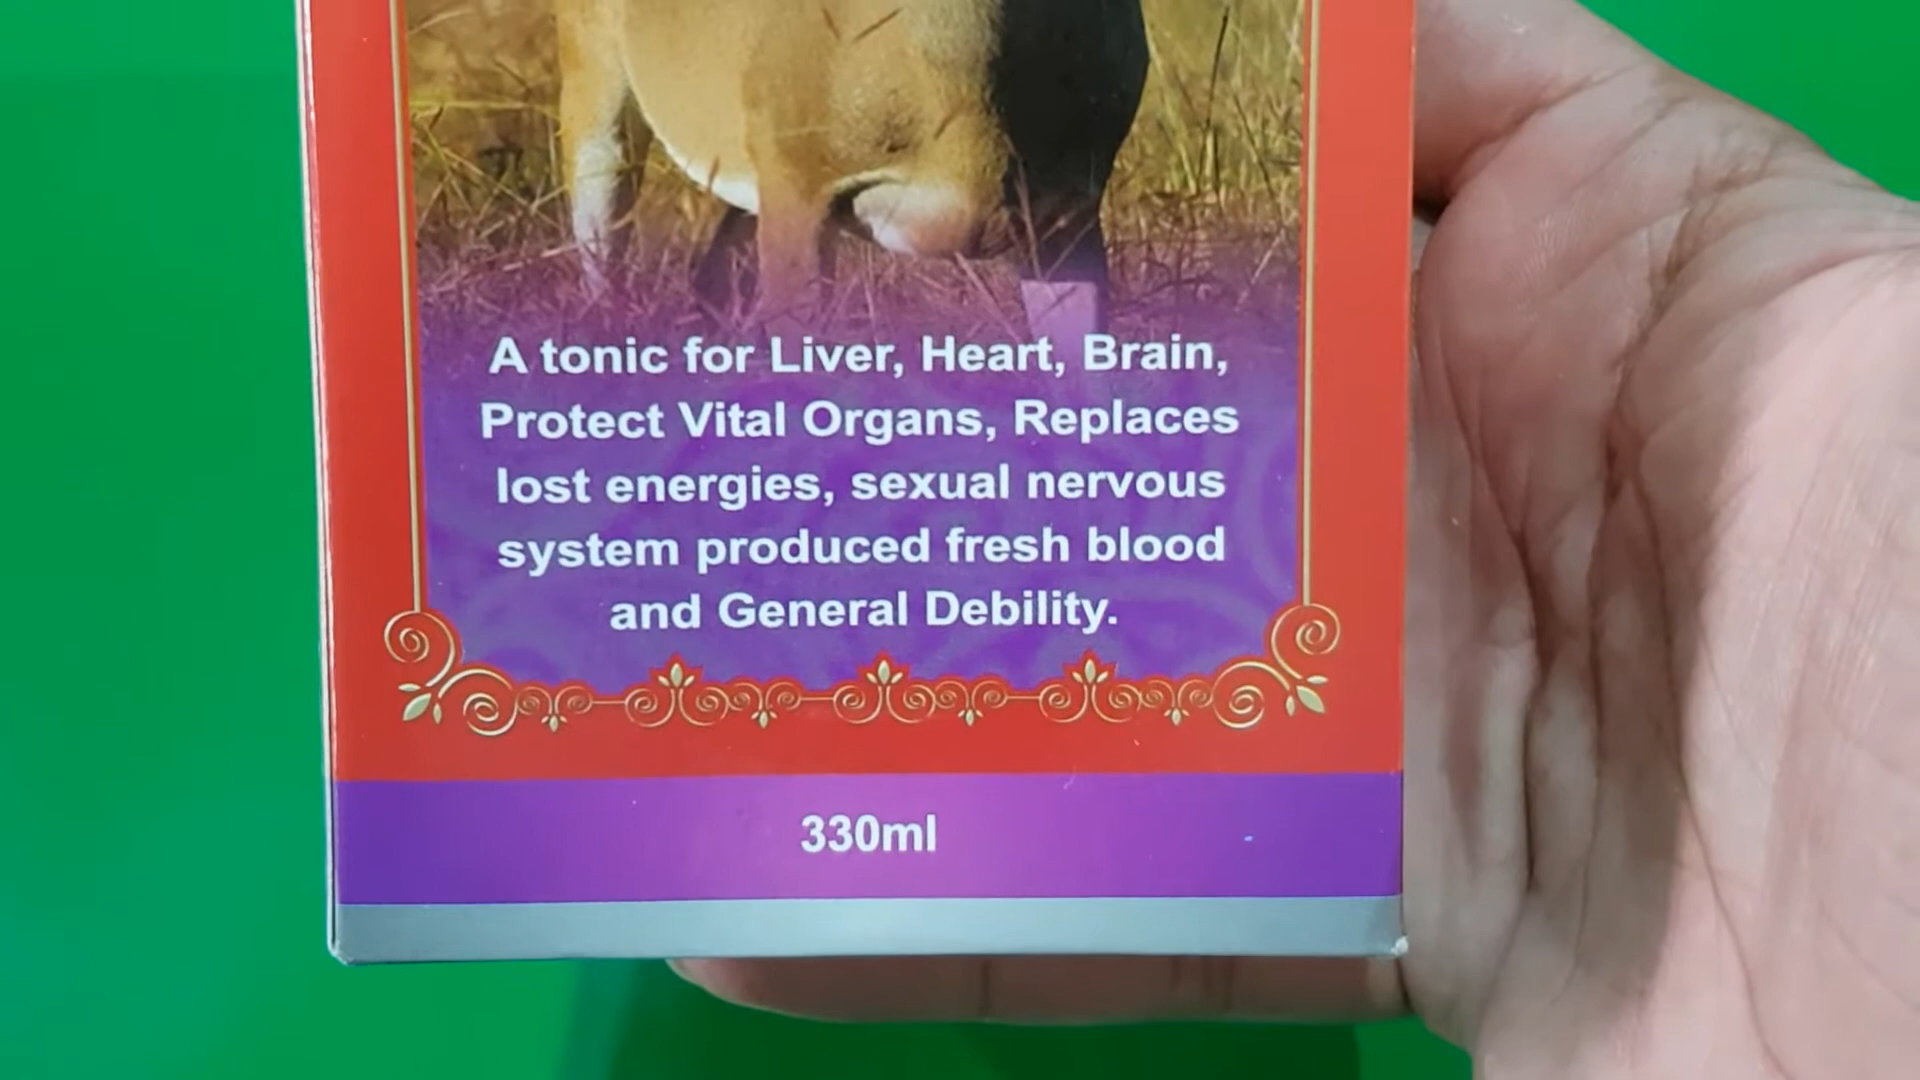 A tonic for Liver, Heart, Brain,
Protect Vital Organs, Replaces
lost energies, sexual nervous
system produced fresh blood
and General Debility.
330ml